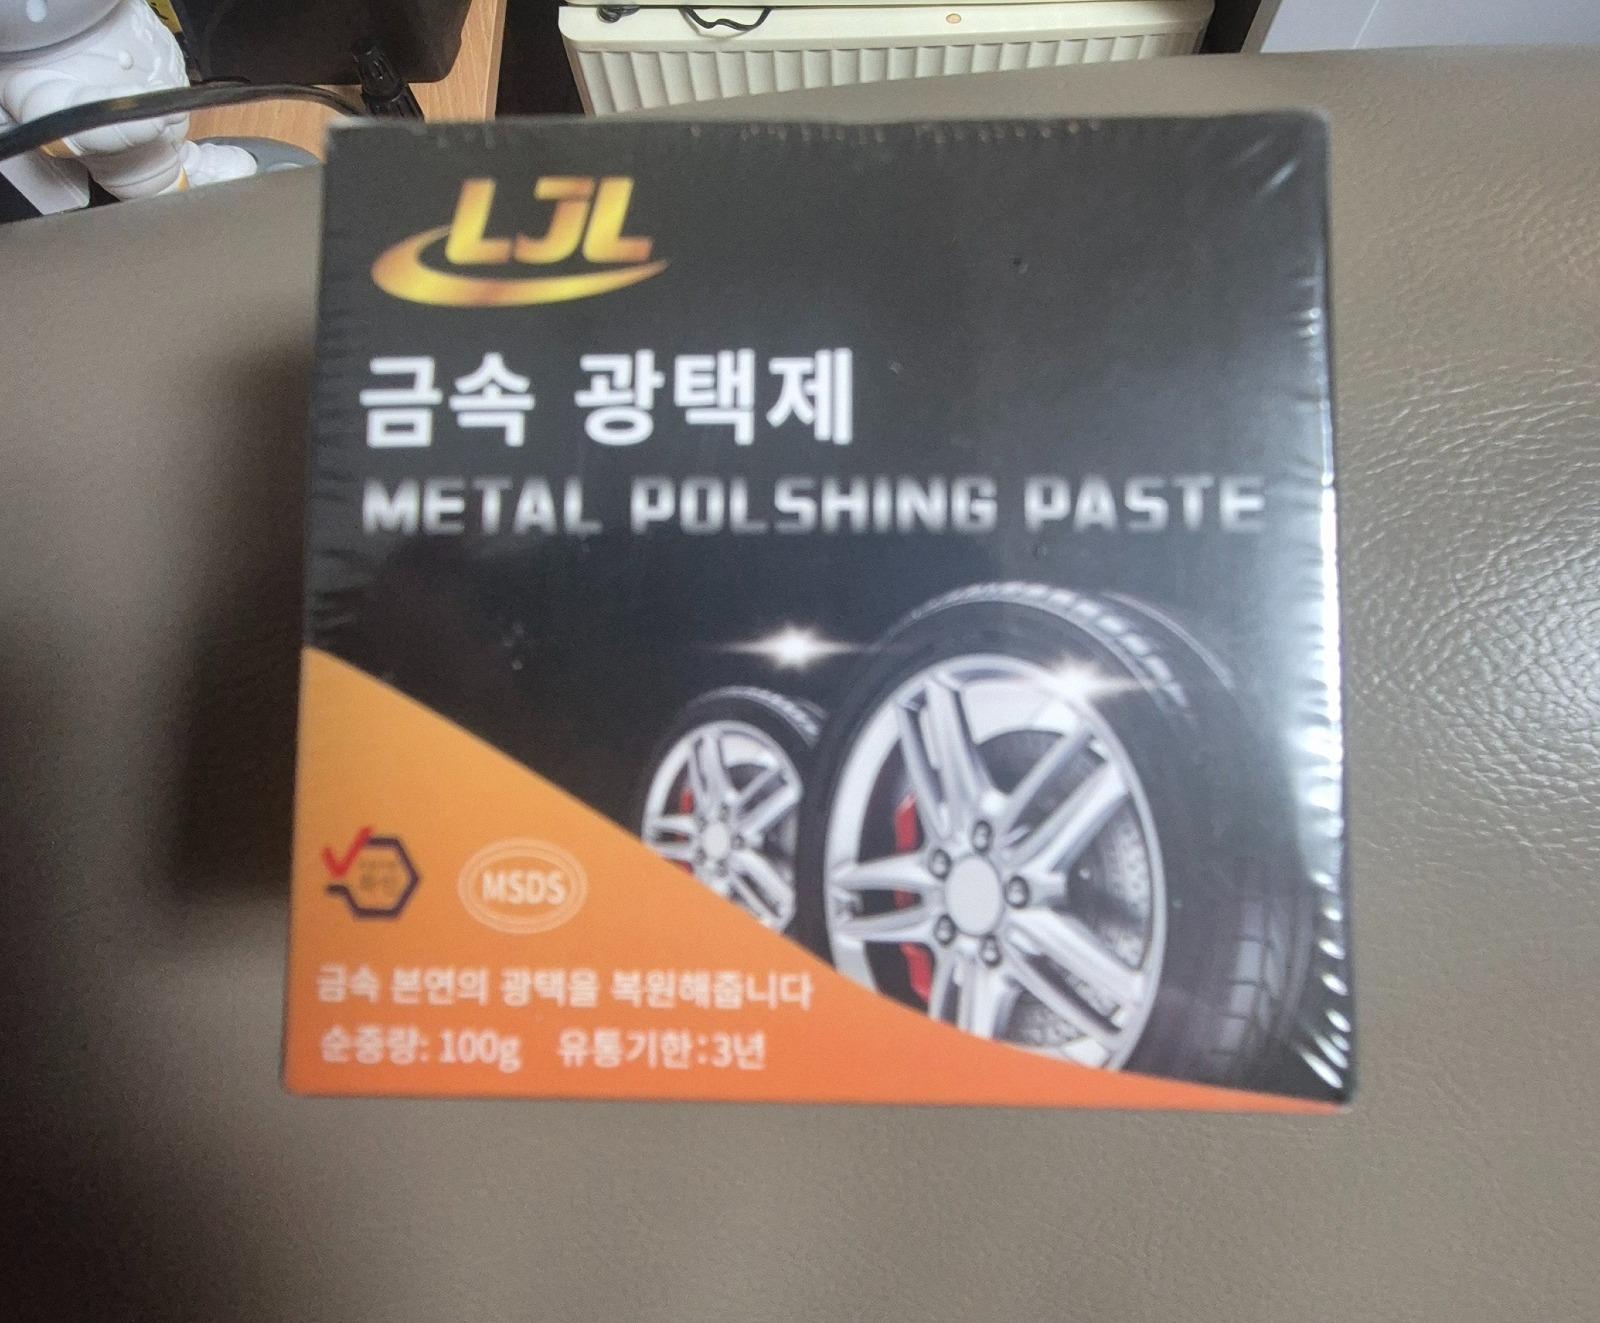 LJL
금속 광택제
METAL POLSHING PASTE
MSDS
금속 본연의 광택을 복원해줍니다
순중량: 100g 유통기한:3년